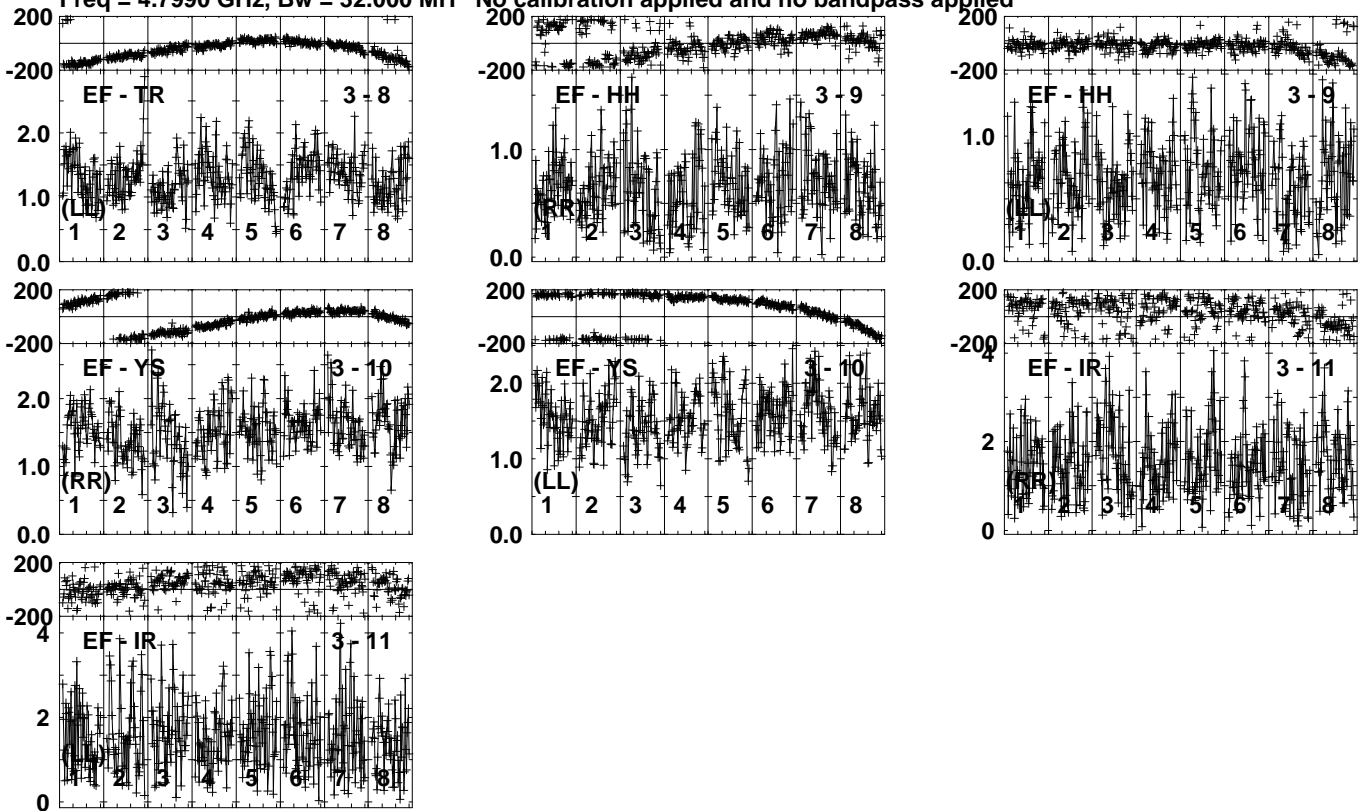 Freq = 4.7990 GHz, Bw = 32.000 MH No calibration applied and no bandpass applied
200
-200
EF - TR 3 - 8
2.0
1.0
(LL)
1 2 3 4 5 6 7 8
0.0
200
-200
EF - HH 3 - 9
1.0
(RR)
1 2 3 4 5 6 7 8
0.0
200
-200
EF - HH 3 - 9
1.0
(LL)
1 2 3 4 5 6 7 8
0.0
200
-200
EF - YS 3 - 10
2.0
1.0
(RR)
1 2 3 4 5 6 7 8
0.0
200
-200
EF - YS 3 - 10
2.0
1.0
(LL)
1 2 3 4 5 6 7 8
0.0
200
-200
4
EF - IR 3 - 11
2
(RR)
1 2 3 4 5 6 7 8
0
200
-200
4
EF - IR 3 - 11
2
(LL)
1 2 3 4 5 6 7 8
0